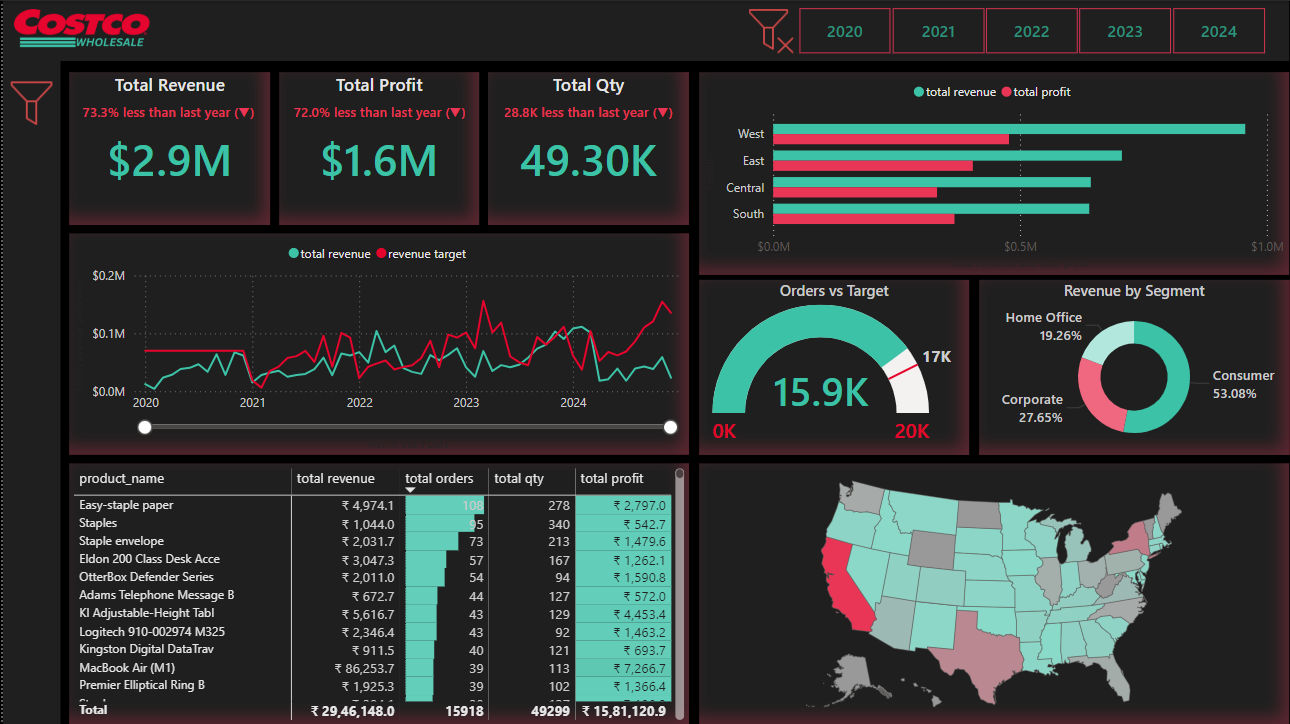 COSTCO
WHOLESALE
2020 2021 2022 2023 2024
Total Revenue
73.3% less than last year (▼)
$2.9M
Total Profit
72.0% less than last year (▼)
$1.6M
Total Qty
28.8K less than last year (▼)
49.30K
total revenue total profit
West
East
Central
South
$0.0M $0.5M $1.0M
total revenue revenue target
$0.2M
$0.1M
$0.0M
2020 2021 2022 2023 2024
Orders vs Target
17K
15.9K
0K 20K
Revenue by Segment
Home Office
19.26%
Consumer
53.08%
Corporate
27.65%
product_name total revenue total orders total qty total profit
Easy-staple paper ₹ 4,974.1 108 278 ₹ 2,797.0
Staples ₹ 1,044.0 95 340 ₹ 542.7
Staple envelope ₹ 2,031.7 73 213 ₹ 1,479.6
Eldon 200 Class Desk Acce ₹ 3,047.3 57 167 ₹ 1,262.1
OtterBox Defender Series ₹ 2,011.0 54 94 ₹ 1,590.8
Adams Telephone Message B ₹ 672.7 44 127 ₹ 572.0
KI Adjustable-Height Tabl ₹ 5,616.7 43 129 ₹ 4,453.4
Logitech 910-002974 M325 ₹ 2,346.4 43 92 ₹ 1,463.2
Kingston Digital DataTrav ₹ 911.5 40 121 ₹ 693.7
MacBook Air (M1) ₹ 86,253.7 39 113 ₹ 7,266.7
Premier Elliptical Ring B ₹ 1,925.3 39 102 ₹ 1,366.4
Total ₹ 29,46,148.0 15918 49299 ₹ 15,81,120.9